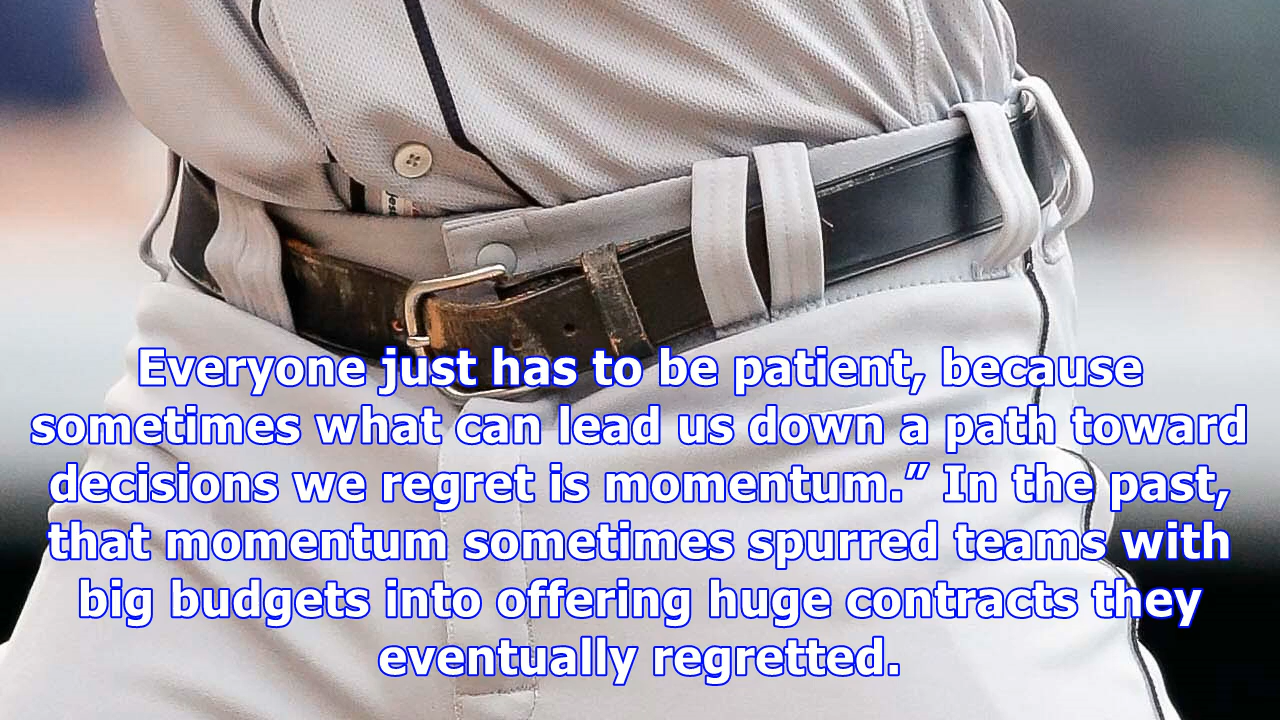 Everyone just has to be patient, because
sometimes what can lead us down a path toward
decisions we regret is momentum.” In the past,
that momentum sometimes spurred teams with
big budgets into offering huge contracts they
eventually regretted.